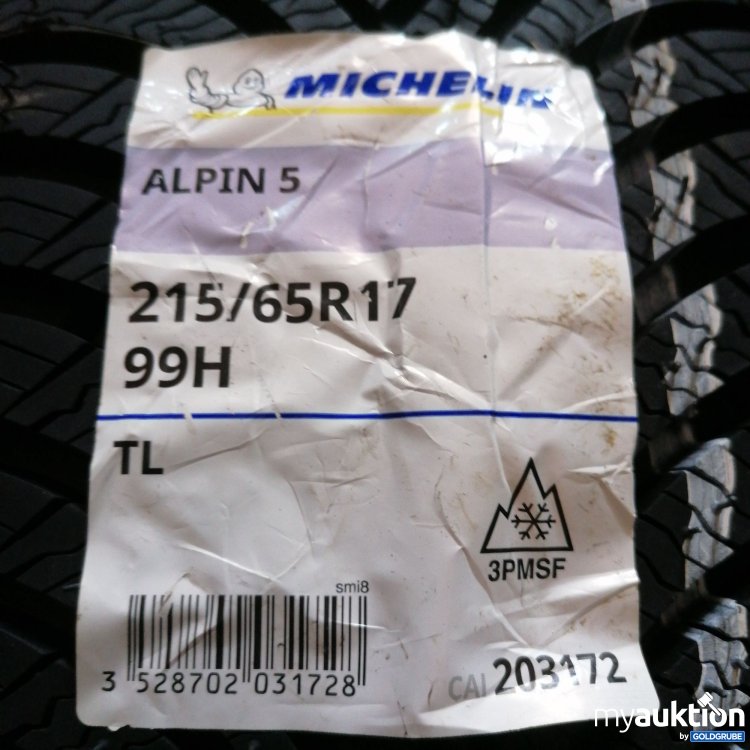 MICHELIN
ALPIN 5
215/65R17
99H
TL
3PMSF
smi8
3 528702 031728
CAI 203172
myauktion
by GOLDGRUBE